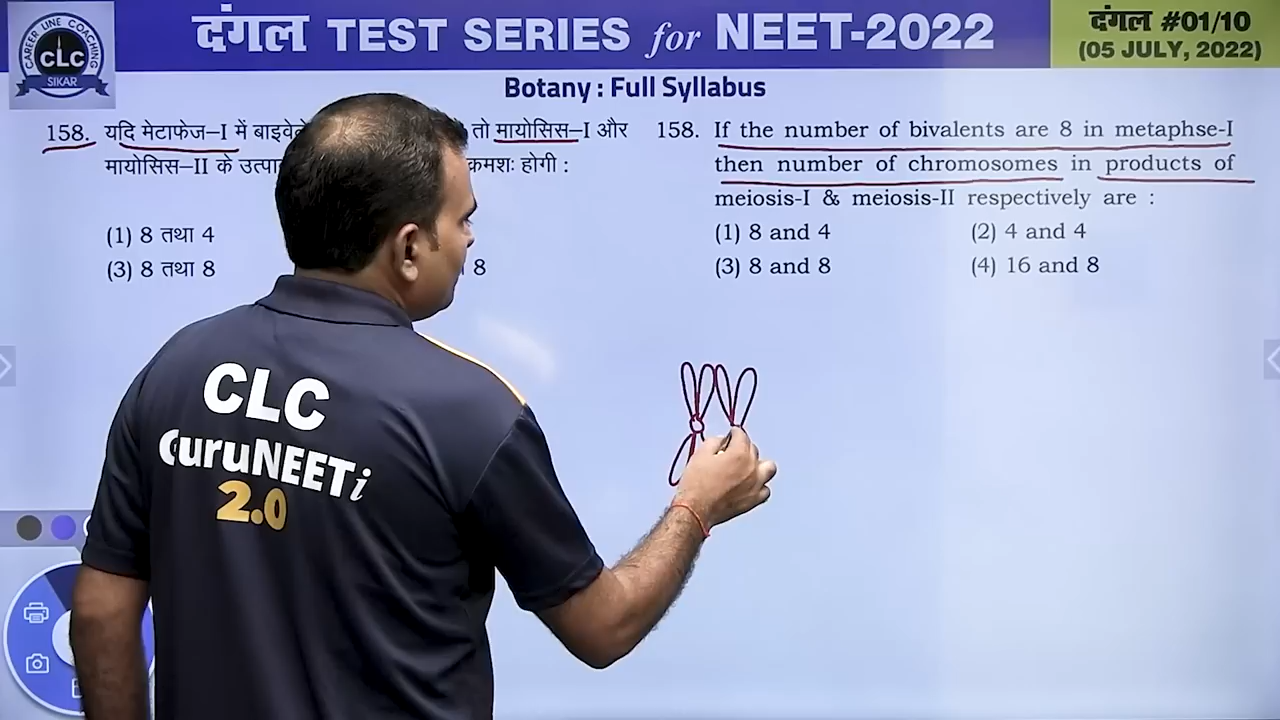 दंगल TEST SERIES for NEET-2022
दंगल #01/10
(05 JULY, 2022)
CAREER LINE COACHING
CLC
SIKAR
Botany : Full Syllabus
158. यदि मेटाफेज–I में तो मायोसिस–I और
मायोसिस–II के होगी :
(1) 8 तथा 4
(3) 8 तथा 8
8
158. If the number of bivalents are 8 in metaphse-I
then number of chromosomes in products of
meiosis-I & meiosis-II respectively are :
(1) 8 and 4 (2) 4 and 4
(3) 8 and 8 (4) 16 and 8
CLC
GuruNEETi
2.0